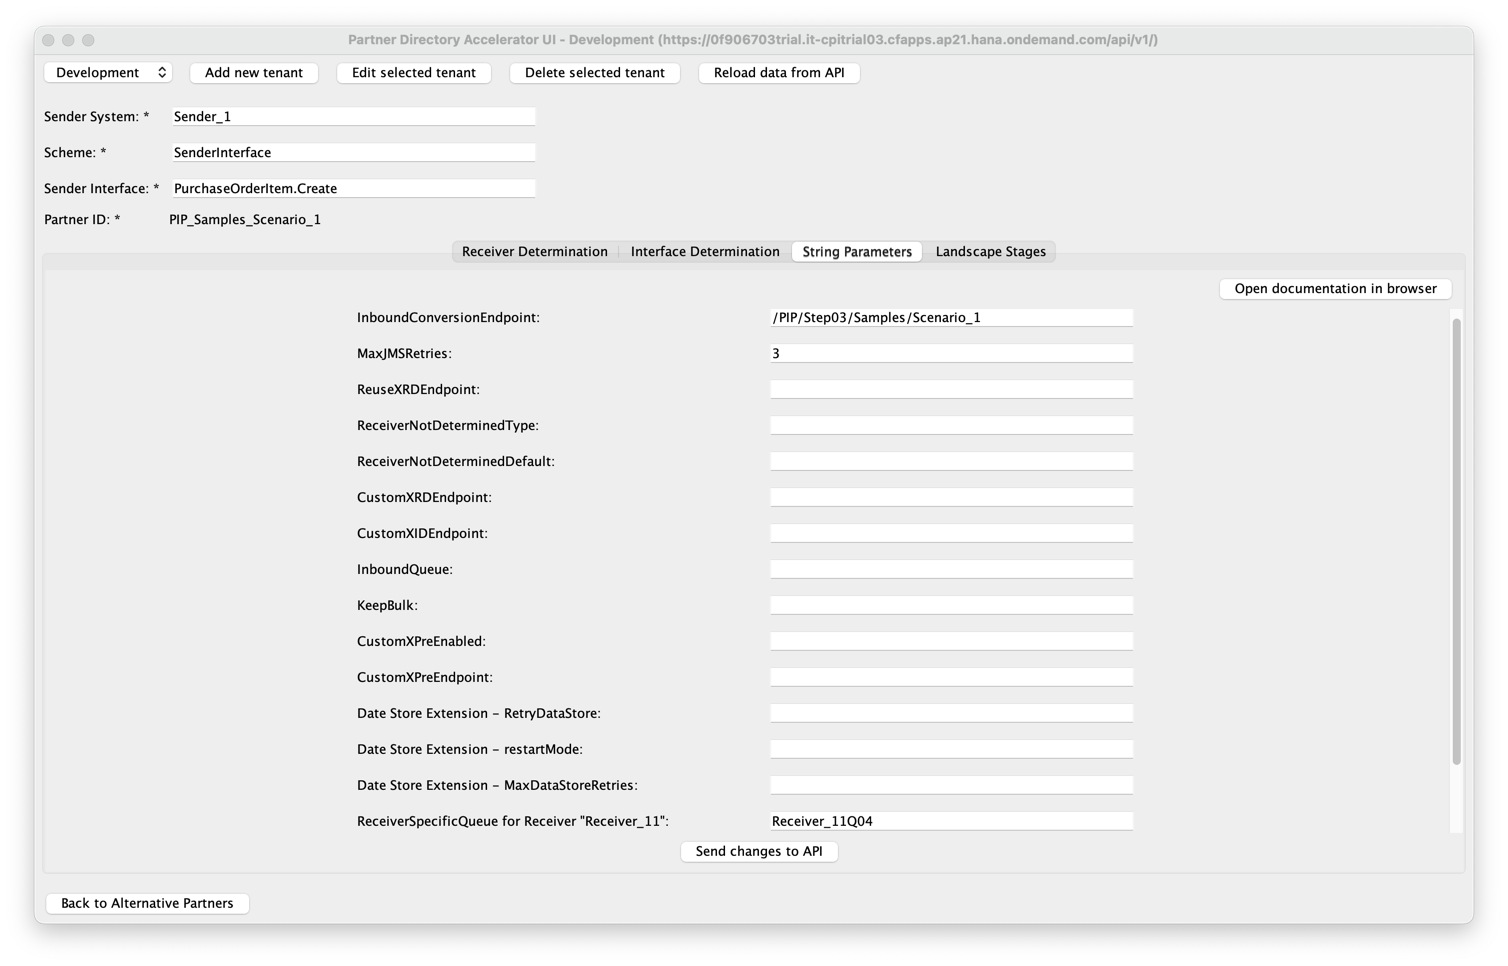 Partner Directory Accelerator UI - Development (https://0f906703trial.it-cpitrial03.cfapps.ap21.hana.ondemand.com/api/v1/)
Development Add new tenant Edit selected tenant Delete selected tenant Reload data from API
Sender System: * Sender_1
Scheme: * SenderInterface
Sender Interface: * PurchaseOrderItem.Create
Partner ID: * PIP_Samples_Scenario_1
Receiver Determination Interface Determination String Parameters Landscape Stages
Open documentation in browser
InboundConversionEndpoint: /PIP/Step03/Samples/Scenario_1
MaxJMSRetries: 3
ReuseXRDEndpoint:
ReceiverNotDeterminedType:
ReceiverNotDeterminedDefault:
CustomXRDEndpoint:
CustomXIDEndpoint:
InboundQueue:
KeepBulk:
CustomXPreEnabled:
CustomXPreEndpoint:
Date Store Extension - RetryDataStore:
Date Store Extension - restartMode:
Date Store Extension - MaxDataStoreRetries:
ReceiverSpecificQueue for Receiver "Receiver_11": Receiver_11Q04
Send changes to API
Back to Alternative Partners